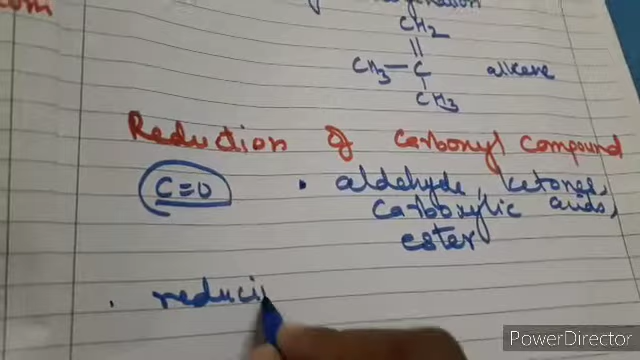 CH2
||
CH3-C alkene
CH3
Reduction of Carbonyl Compound
C=O • aldehyde, ketones,
carboxylic acids,
ester
• reduci
PowerDirector